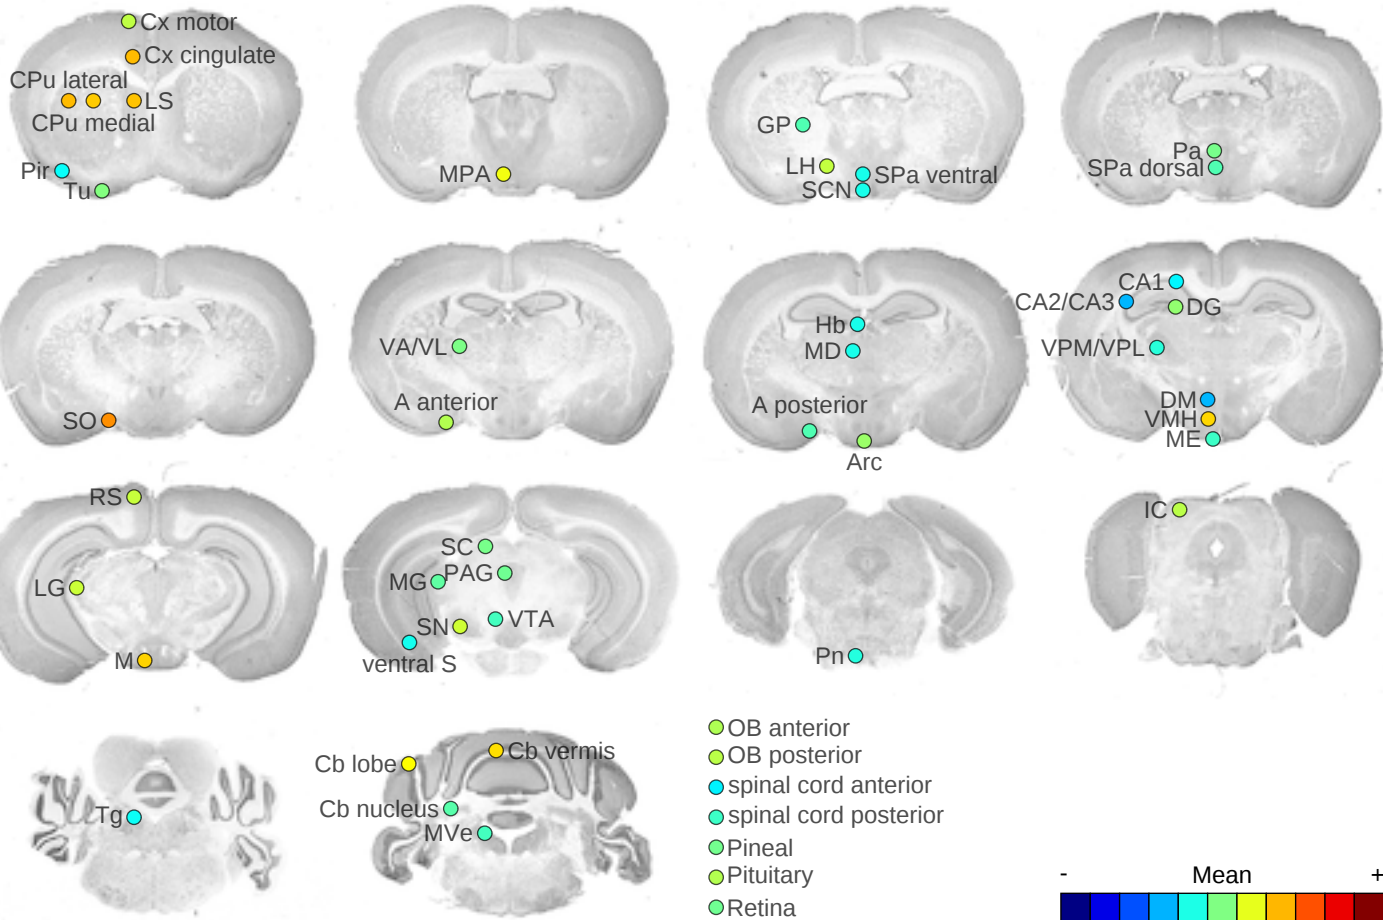 Cx motor
Cx cingulate
CPu lateral
LS
CPu medial
Pir
Tu
MPA
GP
LH
SPa ventral
SCN
Pa
SPa dorsal
SO
VA/VL
A anterior
Hb
MD
A posterior
Arc
CA1
CA2/CA3
DG
VPM/VPL
DM
VMH
ME
RS
LG
M
SC
PAG
MG
VTA
SN
ventral S
Pn
IC
Tg
Cb vermis
Cb lobe
Cb nucleus
MVe
OB anterior
OB posterior
spinal cord anterior
spinal cord posterior
Pineal
Pituitary
Retina
- Mean +